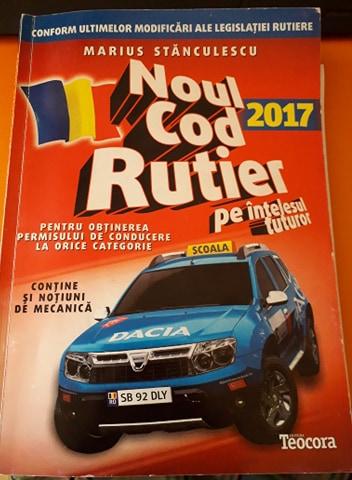 CONFORM ULTIMELOR MODIFICĂRI ALE LEGISLAȚIEI RUTIERE
MARIUS STĂNCULESCU
Noul
Cod 2017
Rutier
pe înțelesul
tuturor
PENTRU OBȚINEREA
PERMISULUI DE CONDUCERE
LA ORICE CATEGORIE
CONȚINE
ȘI NOȚIUNI
DE MECANICĂ
ȘCOALA
DACIA
RO
SB 92 DLY
Teocora